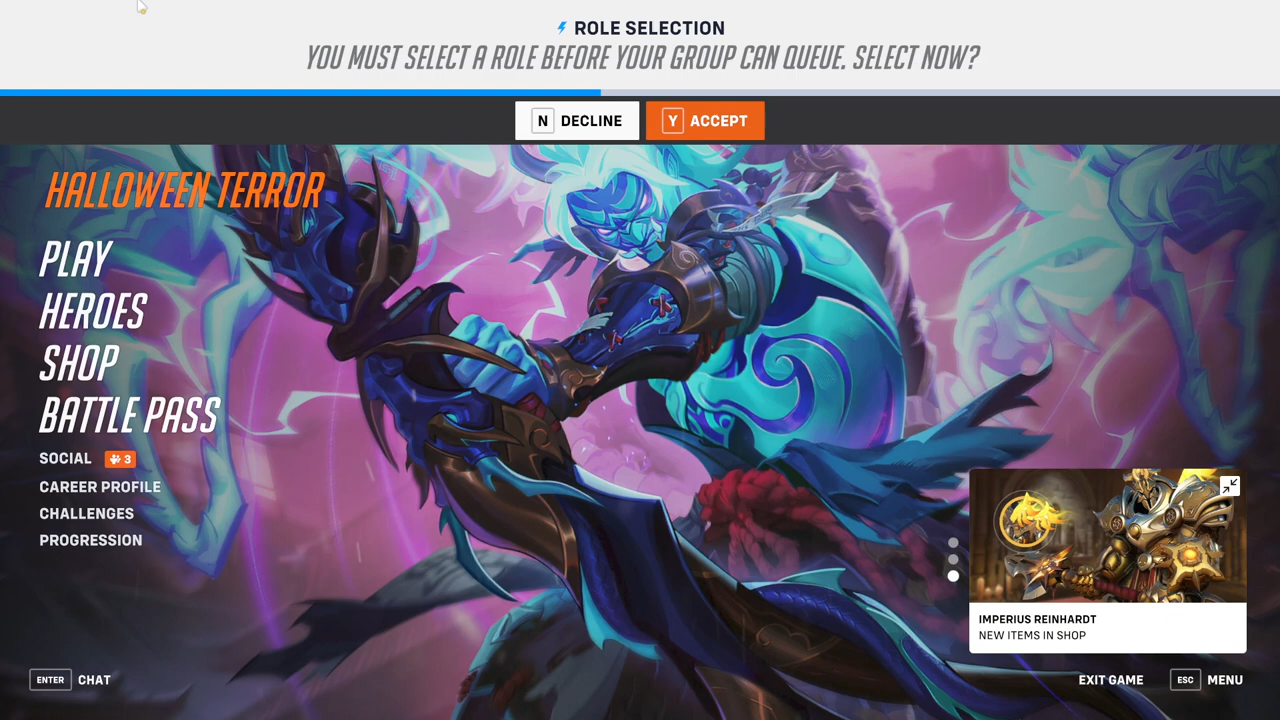 ROLE SELECTION
YOU MUST SELECT A ROLE BEFORE YOUR GROUP CAN QUEUE. SELECT NOW?
N DECLINE
Y ACCEPT
HALLOWEEN TERROR
PLAY
HEROES
SHOP
BATTLE PASS
SOCIAL 3
CAREER PROFILE
CHALLENGES
PROGRESSION
IMPERIUS REINHARDT
NEW ITEMS IN SHOP
ENTER CHAT
EXIT GAME
ESC MENU